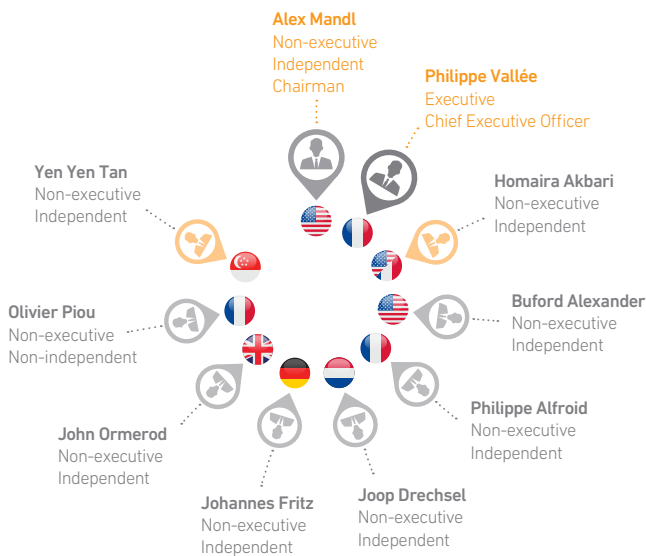 Alex Mandl
Non-executive
Independent
Chairman
Philippe Vallée
Executive
Chief Executive Officer
Homaira Akbari
Non-executive
Independent
Buford Alexander
Non-executive
Independent
Philippe Alfroid
Non-executive
Independent
Joop Drechsel
Non-executive
Independent
Johannes Fritz
Non-executive
Independent
John Ormerod
Non-executive
Independent
Olivier Piou
Non-executive
Non-independent
Yen Yen Tan
Non-executive
Independent